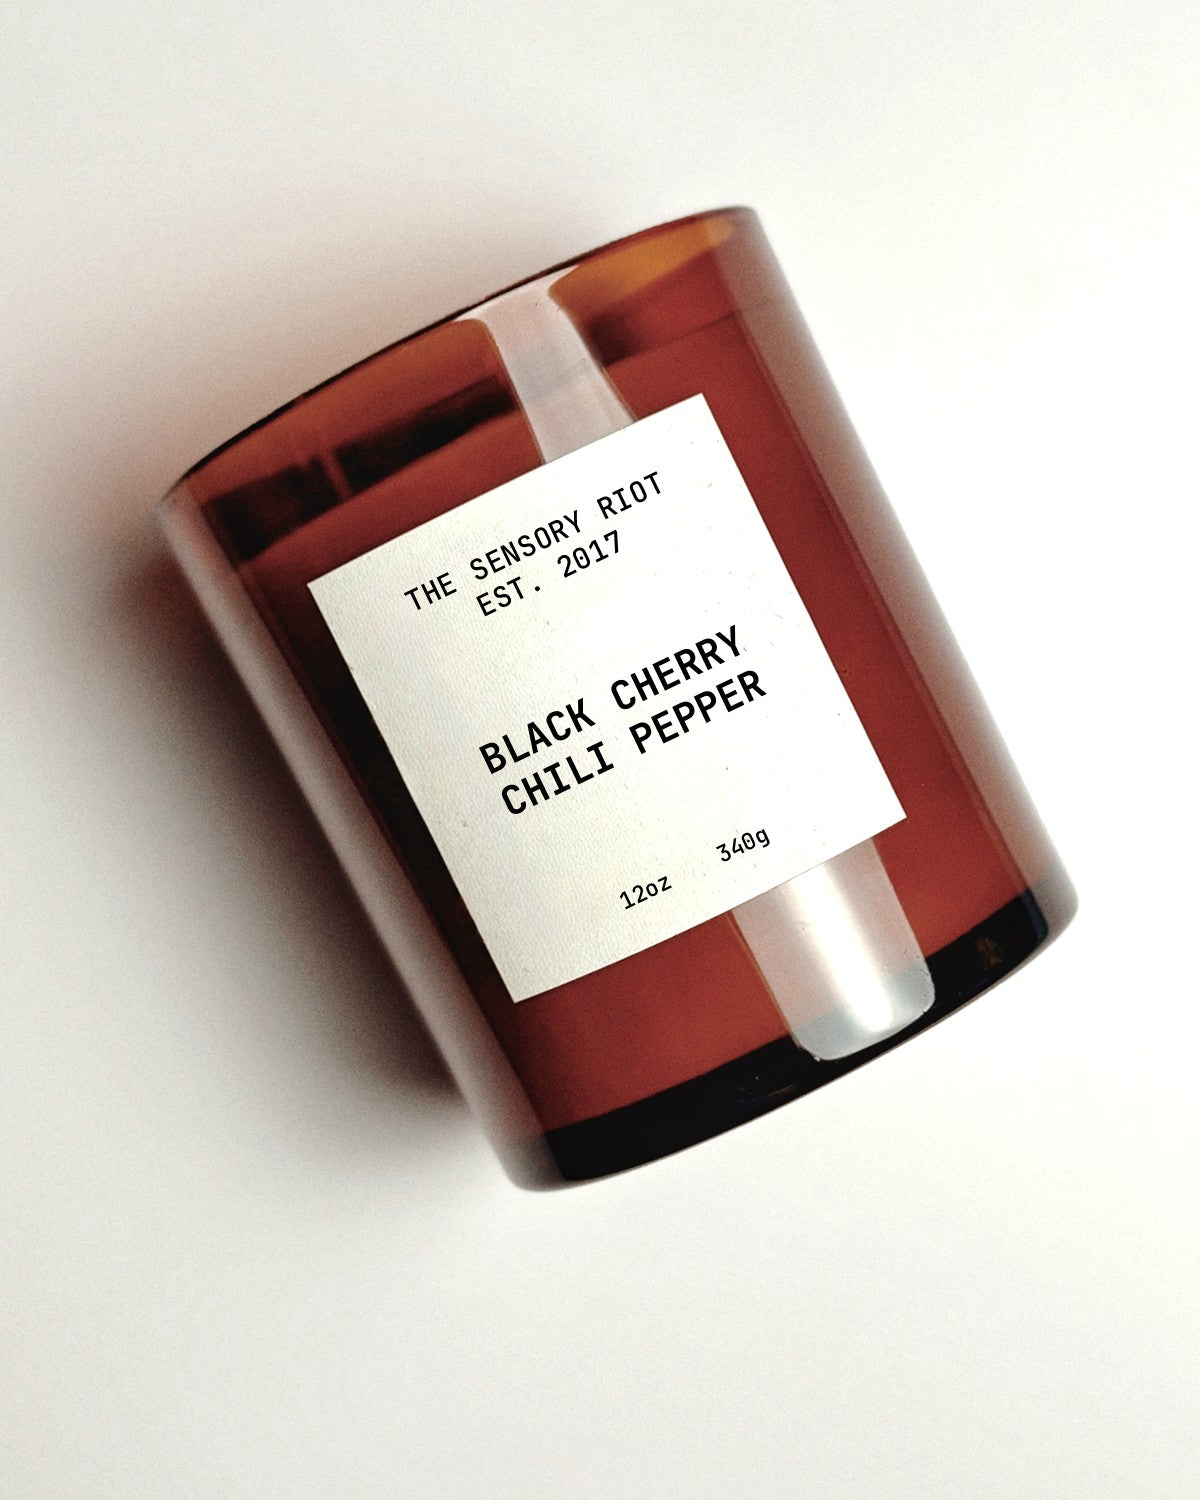 THE SENSORY RIOT
EST. 2017
BLACK CHERRY
CHILI PEPPER
12oz 340g